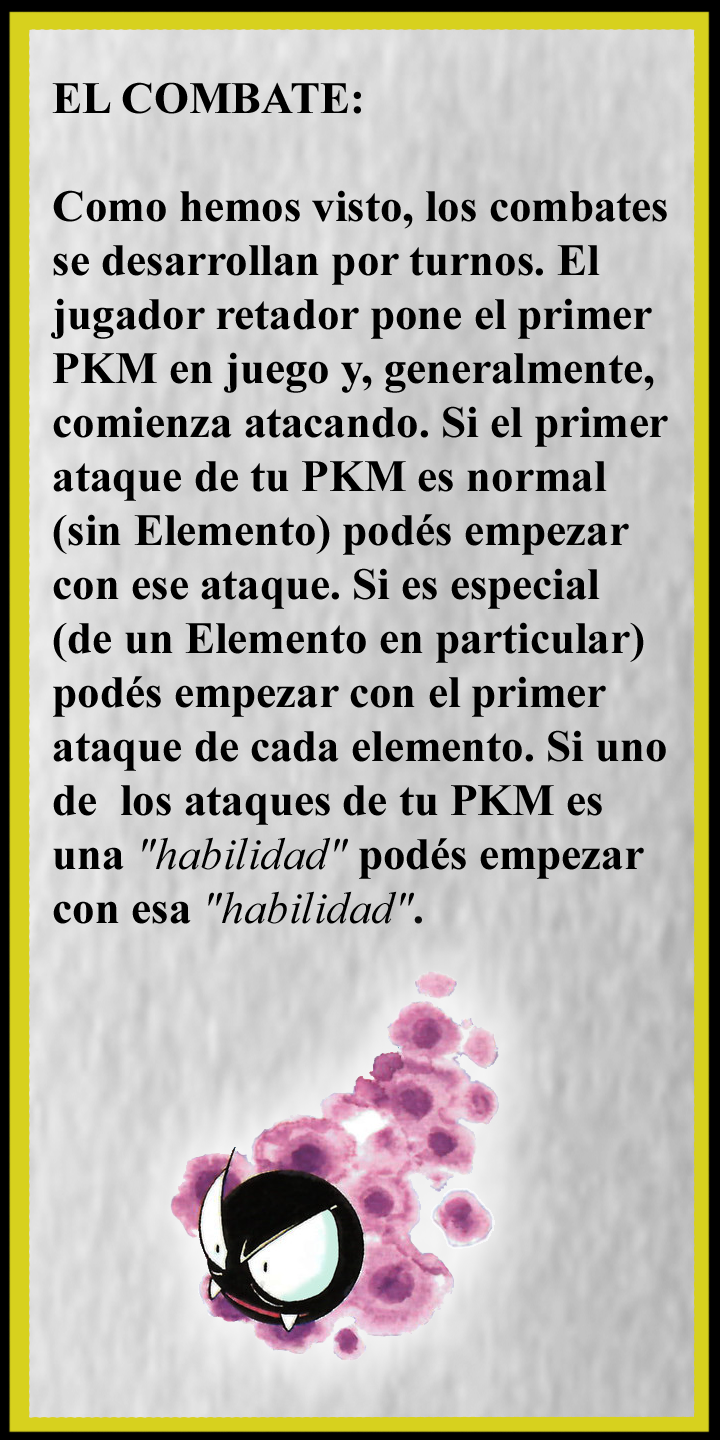 EL COMBATE:
Como hemos visto, los combates
se desarrollan por turnos. El
jugador retador pone el primer
PKM en juego y, generalmente,
comienza atacando. Si el primer
ataque de tu PKM es normal
(sin Elemento) podés empezar
con ese ataque. Si es especial
(de un Elemento en particular)
podés empezar con el primer
ataque de cada elemento. Si uno
de  los ataques de tu PKM es
una "habilidad" podés empezar
con esa "habilidad".